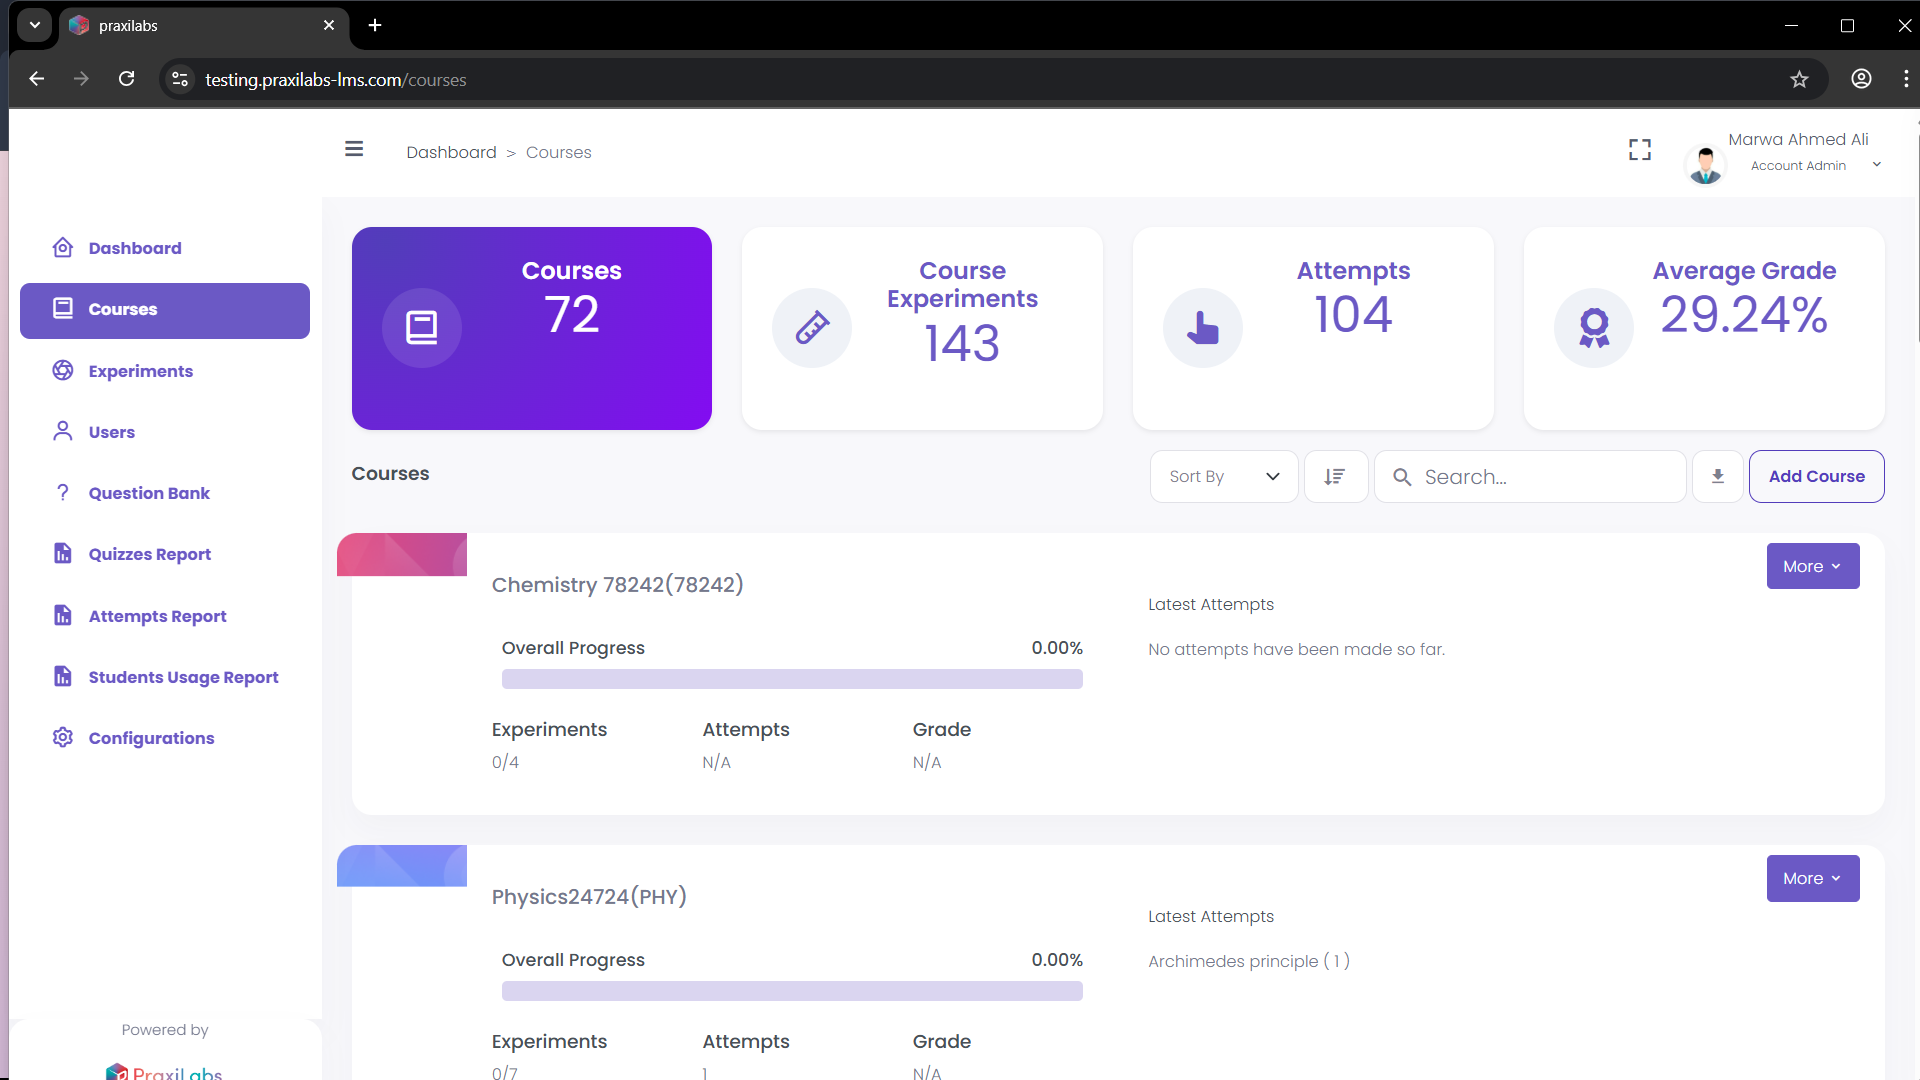 praxilabs
testing.praxilabs-lms.com/courses
Dashboard > Courses
Marwa Ahmed Ali
Account Admin
Dashboard
Courses
Experiments
Users
? Question Bank
Quizzes Report
Attempts Report
Students Usage Report
Configurations
Powered by
PraxiLabs
Courses
72
Course
Experiments
143
Attempts
104
Average Grade
29.24%
Courses
Sort By
Search...
Add Course
Chemistry 78242(78242)
More
Latest Attempts
Overall Progress 0.00%
No attempts have been made so far.
Experiments Attempts Grade
0/4 N/A N/A
Physics24724(PHY)
More
Latest Attempts
Overall Progress 0.00%
Archimedes principle ( 1 )
Experiments Attempts Grade
0/7 1 N/A